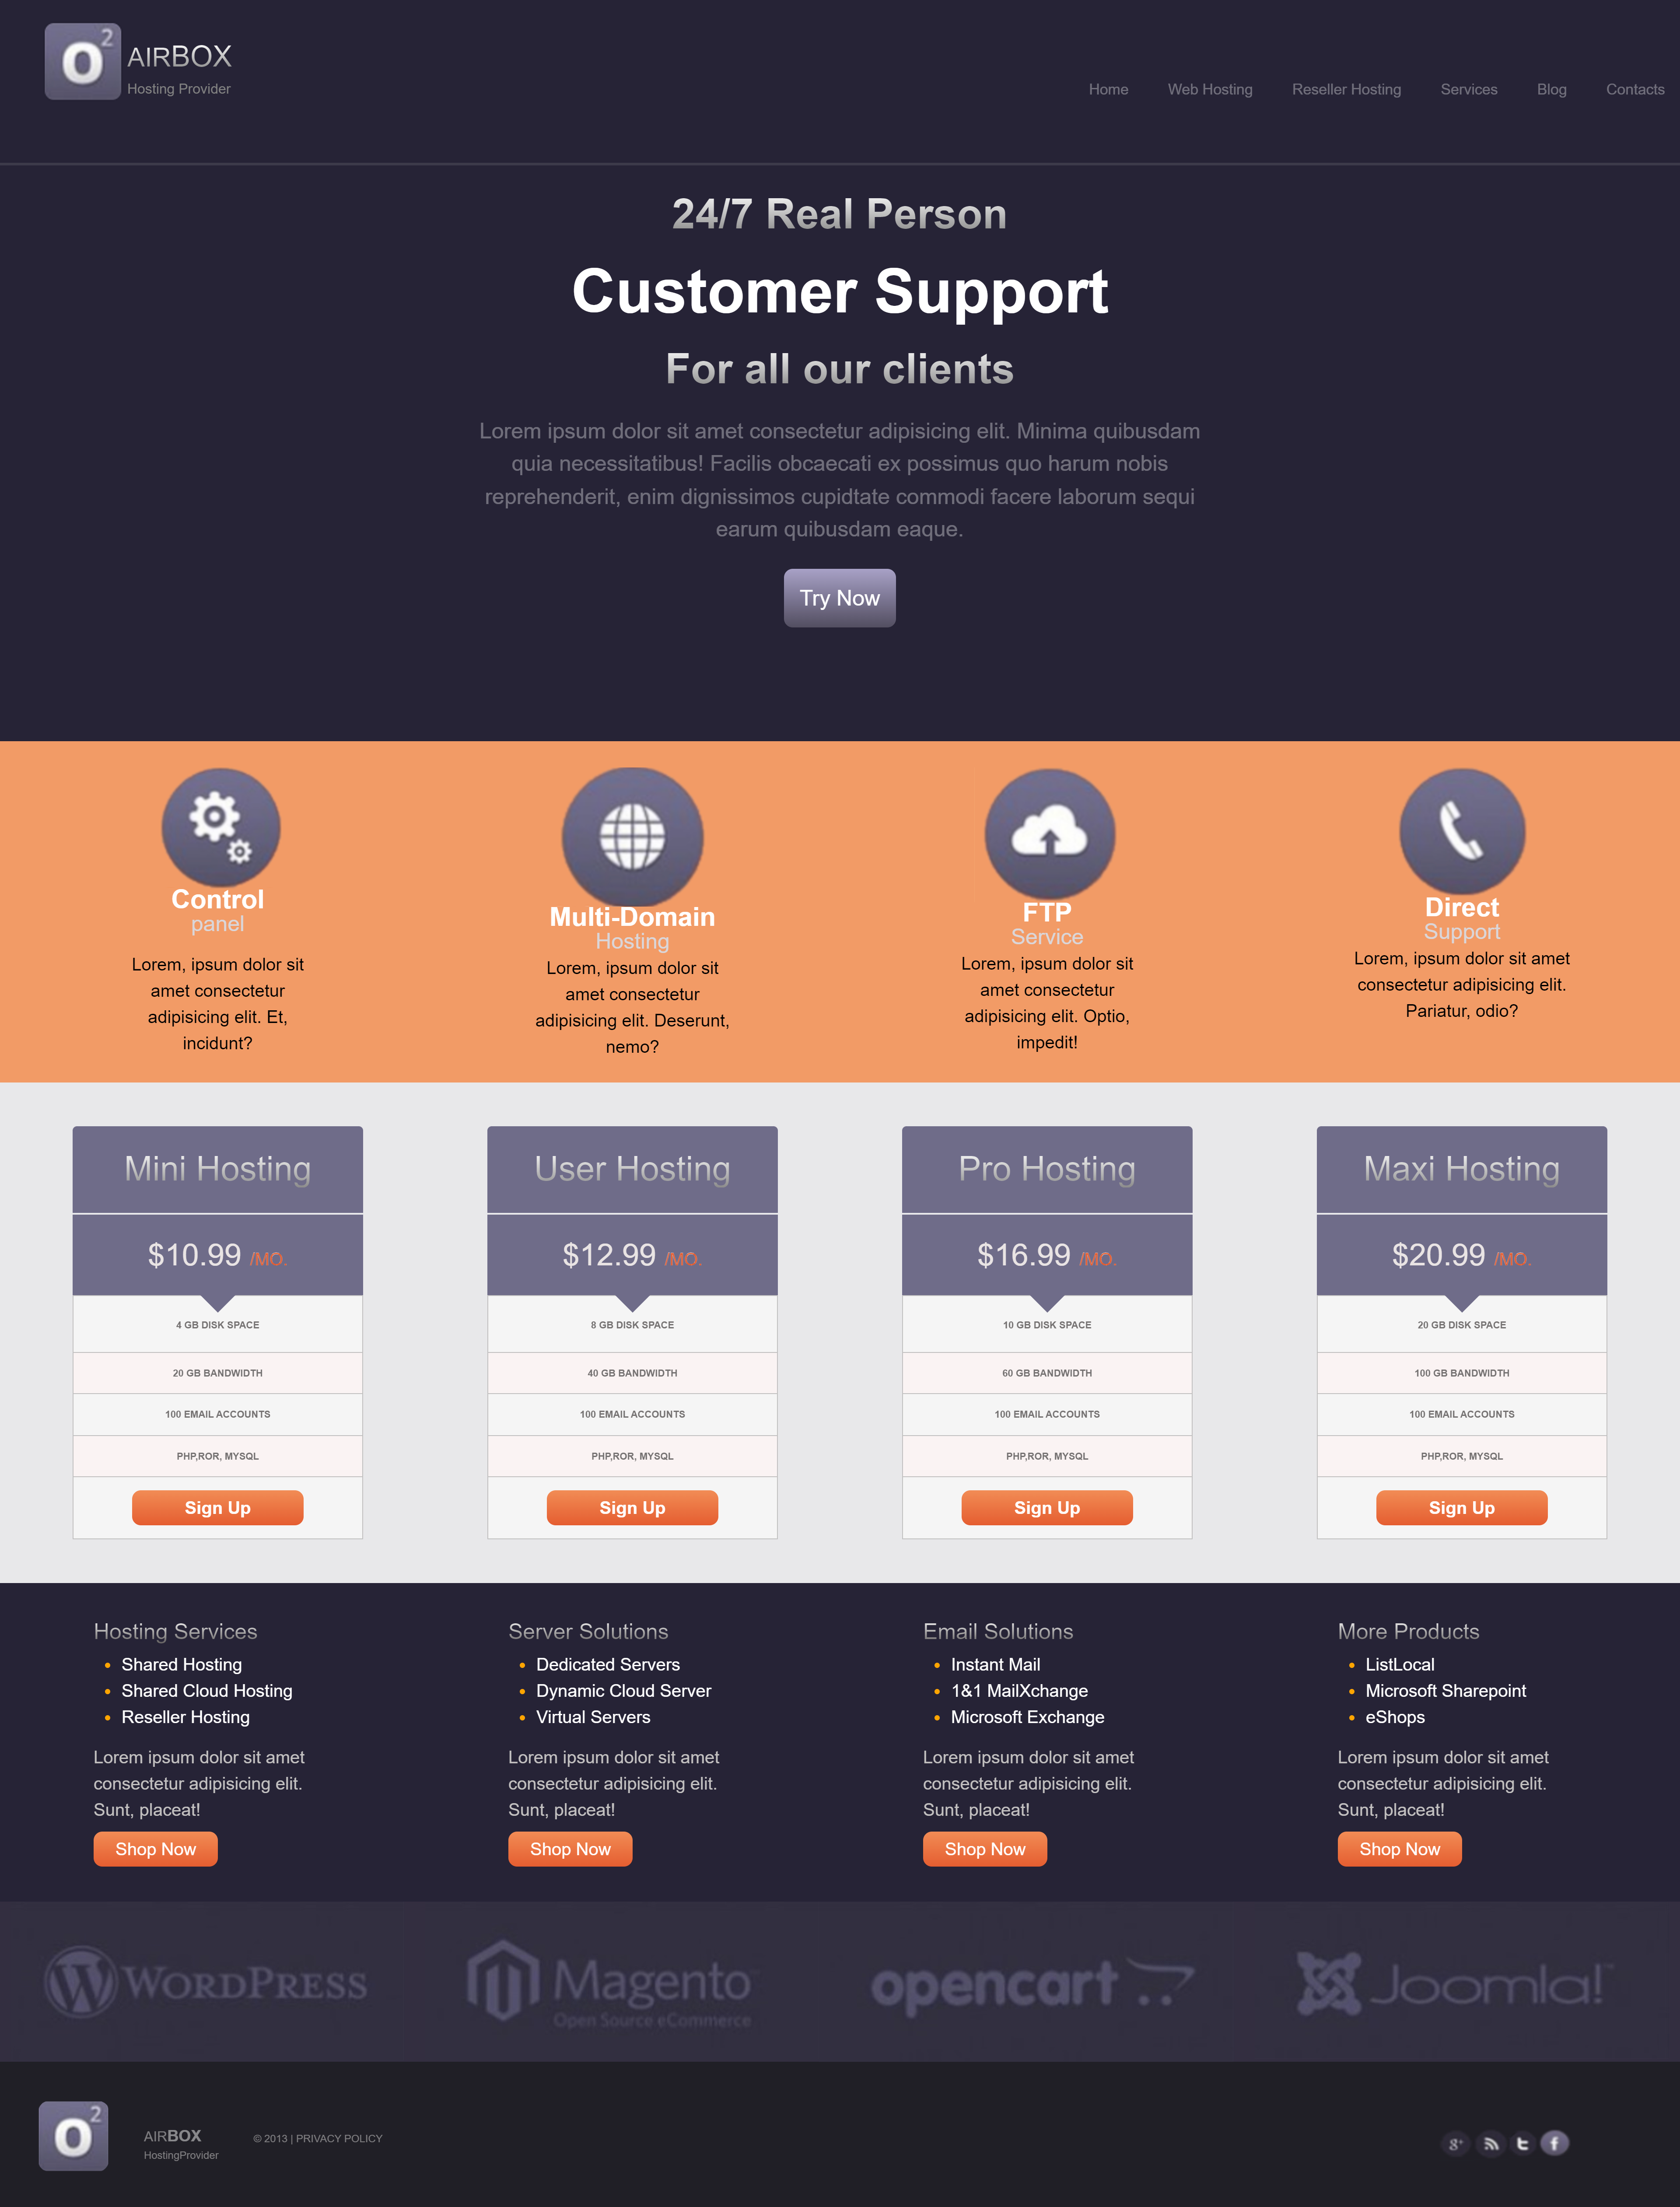 O2
AIRBOX
Hosting Provider
Home Web Hosting Reseller Hosting Services Blog Contacts
24/7 Real Person
Customer Support
For all our clients
Lorem ipsum dolor sit amet consectetur adipisicing elit. Minima quibusdam
quia necessitatibus! Facilis obcaecati ex possimus quo harum nobis
reprehenderit, enim dignissimos cupidtate commodi facere laborum sequi
earum quibusdam eaque.
Try Now
Control
panel
Lorem, ipsum dolor sit
amet consectetur
adipisicing elit. Et,
incidunt?
Multi-Domain
Hosting
Lorem, ipsum dolor sit
amet consectetur
adipisicing elit. Deserunt,
nemo?
FTP
Service
Lorem, ipsum dolor sit
amet consectetur
adipisicing elit. Optio,
impedit!
Direct
Support
Lorem, ipsum dolor sit amet
consectetur adipisicing elit.
Pariatur, odio?
Mini Hosting
$10.99 /MO.
4 GB DISK SPACE
20 GB BANDWIDTH
100 EMAIL ACCOUNTS
PHP,ROR, MYSQL
Sign Up
User Hosting
$12.99 /MO.
8 GB DISK SPACE
40 GB BANDWIDTH
100 EMAIL ACCOUNTS
PHP,ROR, MYSQL
Sign Up
Pro Hosting
$16.99 /MO.
10 GB DISK SPACE
60 GB BANDWIDTH
100 EMAIL ACCOUNTS
PHP,ROR, MYSQL
Sign Up
Maxi Hosting
$20.99 /MO.
20 GB DISK SPACE
100 GB BANDWIDTH
100 EMAIL ACCOUNTS
PHP,ROR, MYSQL
Sign Up
Hosting Services
Shared Hosting
Shared Cloud Hosting
Reseller Hosting
Lorem ipsum dolor sit amet
consectetur adipisicing elit.
Sunt, placeat!
Shop Now
Server Solutions
Dedicated Servers
Dynamic Cloud Server
Virtual Servers
Lorem ipsum dolor sit amet
consectetur adipisicing elit.
Sunt, placeat!
Shop Now
Email Solutions
Instant Mail
1&1 MailXchange
Microsoft Exchange
Lorem ipsum dolor sit amet
consectetur adipisicing elit.
Sunt, placeat!
Shop Now
More Products
ListLocal
Microsoft Sharepoint
eShops
Lorem ipsum dolor sit amet
consectetur adipisicing elit.
Sunt, placeat!
Shop Now
WORDPRESS
Magento
Open Source eCommerce
opencart
Joomla!
O2
AIRBOX
HostingProvider
© 2013 | PRIVACY POLICY
g+ t f